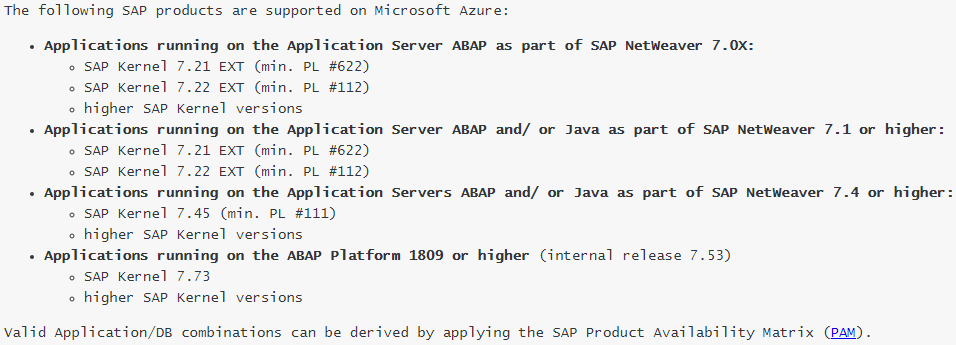 The following SAP products are supported on Microsoft Azure:
• Applications running on the Application Server ABAP as part of SAP NetWeaver 7.0X:
◦ SAP Kernel 7.21 EXT (min. PL #622)
◦ SAP Kernel 7.22 EXT (min. PL #112)
◦ higher SAP Kernel versions
• Applications running on the Application Server ABAP and/ or Java as part of SAP NetWeaver 7.1 or higher:
◦ SAP Kernel 7.21 EXT (min. PL #622)
◦ SAP Kernel 7.22 EXT (min. PL #112)
• Applications running on the Application Servers ABAP and/ or Java as part of SAP NetWeaver 7.4 or higher:
◦ SAP Kernel 7.45 (min. PL #111)
◦ higher SAP Kernel versions
• Applications running on the ABAP Platform 1809 or higher (internal release 7.53)
◦ SAP Kernel 7.73
◦ higher SAP Kernel versions
Valid Application/DB combinations can be derived by applying the SAP Product Availability Matrix (PAM).